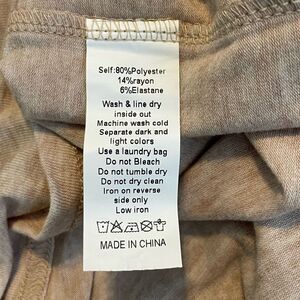 Self:80%Polyester
14%rayon
6%Elastane
Wash & line dry
inside out
Machine wash cold
Separate dark and
light colors
Use a laundry bag
Do not Bleach
Do not tumble dry
Do not dry clean
Iron on reverse
side only
Low iron
MADE IN CHINA